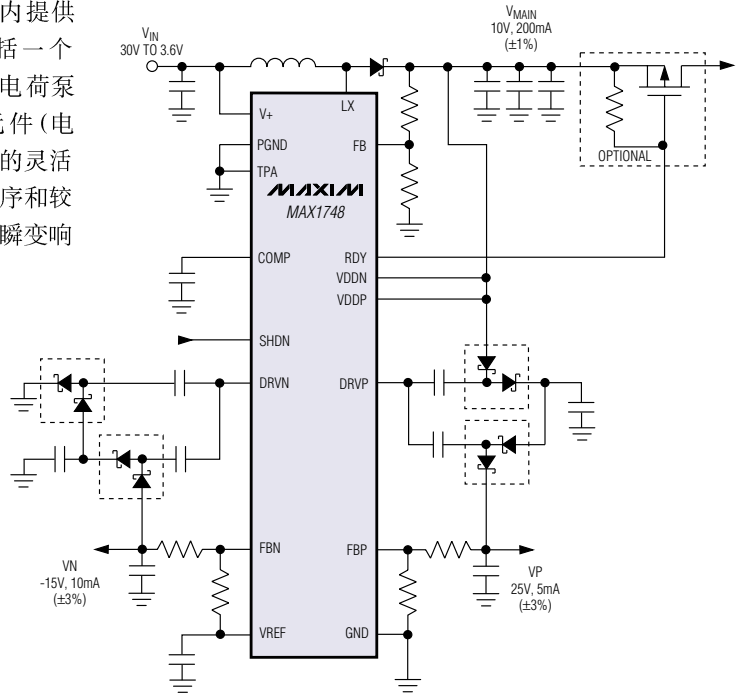 内提供
括一个
电荷泵
元件(电
的灵活
序和较
瞬变响
VIN
30V TO 3.6V
VMAIN
10V, 200mA
(±1%)
V+
LX
PGND
FB
TPA
OPTIONAL
MAXIM
MAX1748
COMP
RDY
VDDN
VDDP
SHDN
DRVN
DRVP
FBN
FBP
VN
-15V, 10mA
(±3%)
VP
25V, 5mA
(±3%)
VREF
GND